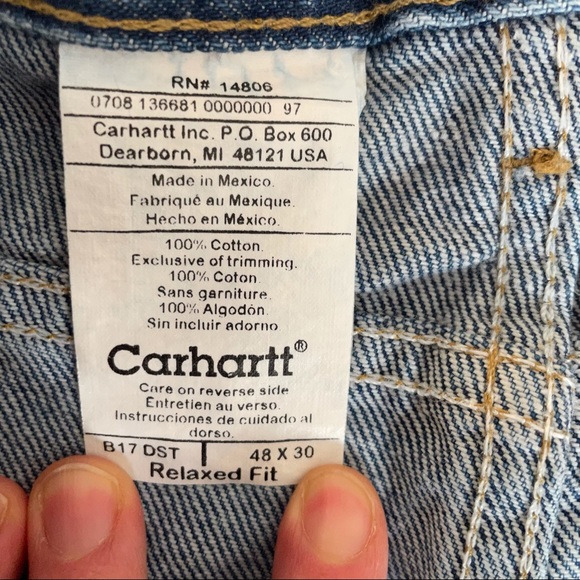 RN# 14806
0708 136681 0000000 97
Carhartt Inc. P.O. Box 600
Dearborn, MI 48121 USA
Made in Mexico.
Fabriqué au Mexique.
Hecho en México.
100% Cotton.
Exclusive of trimming.
100% Coton.
Sans garniture.
100% Algodón.
Sin incluir adorno
Carhartt®
Care on reverse side
Entretien au verso.
Instrucciones de cuidado al
dorso.
B17 DST | 48 X 30
Relaxed Fit